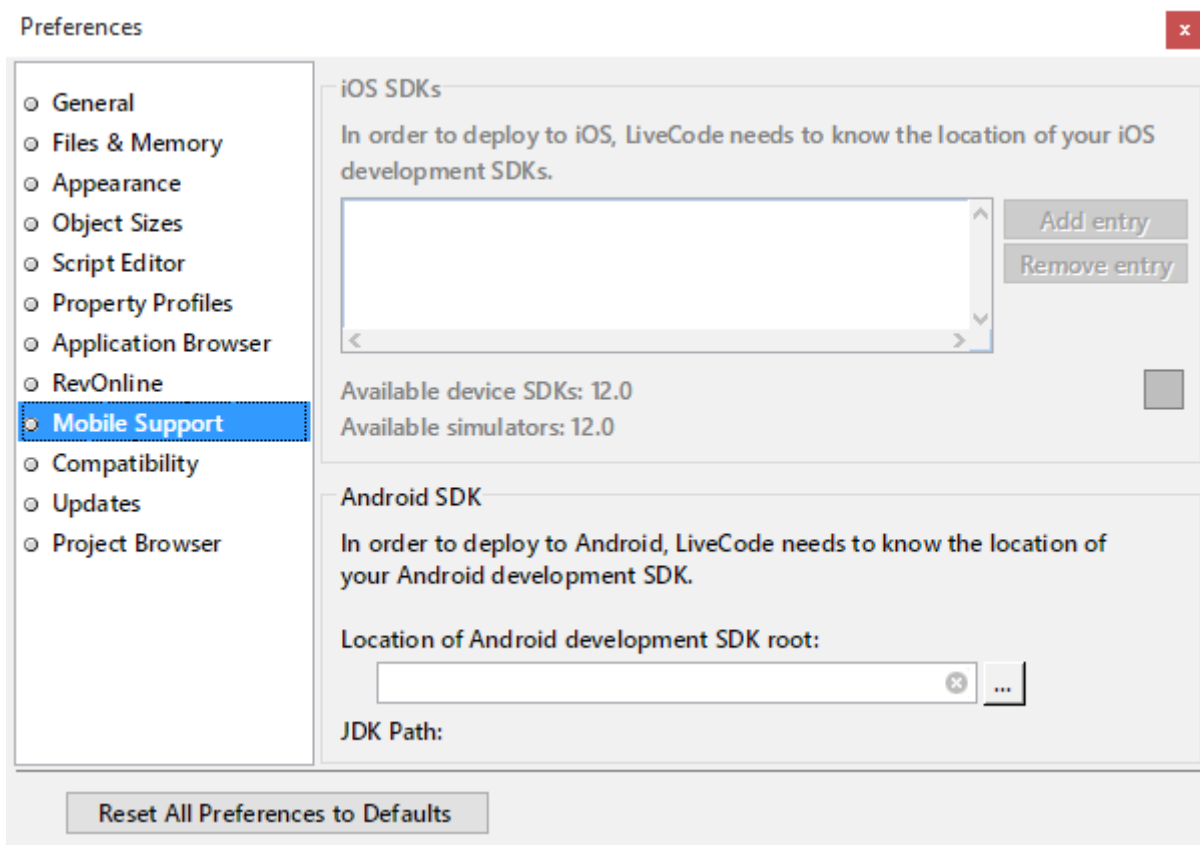 Preferences
x
General
Files & Memory
Appearance
Object Sizes
Script Editor
Property Profiles
Application Browser
RevOnline
Mobile Support
Compatibility
Updates
Project Browser
iOS SDKs
In order to deploy to iOS, LiveCode needs to know the location of your iOS
development SDKs.
Add entry
Remove entry
Available device SDKs: 12.0
Available simulators: 12.0
Android SDK
In order to deploy to Android, LiveCode needs to know the location of
your Android development SDK.
Location of Android development SDK root:
...
JDK Path:
Reset All Preferences to Defaults